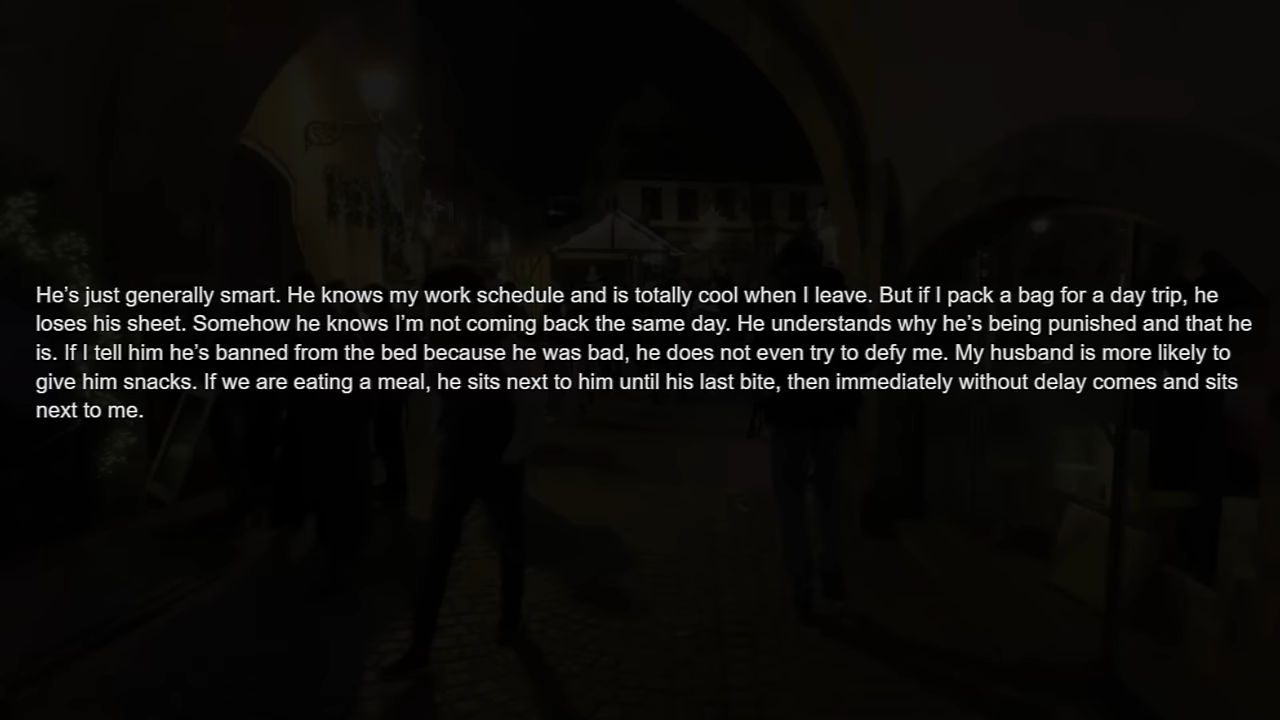 He’s just generally smart. He knows my work schedule and is totally cool when I leave. But if I pack a bag for a day trip, he
loses his sheet. Somehow he knows I’m not coming back the same day. He understands why he’s being punished and that he
is. If I tell him he’s banned from the bed because he was bad, he does not even try to defy me. My husband is more likely to
give him snacks. If we are eating a meal, he sits next to him until his last bite, then immediately without delay comes and sits
next to me.